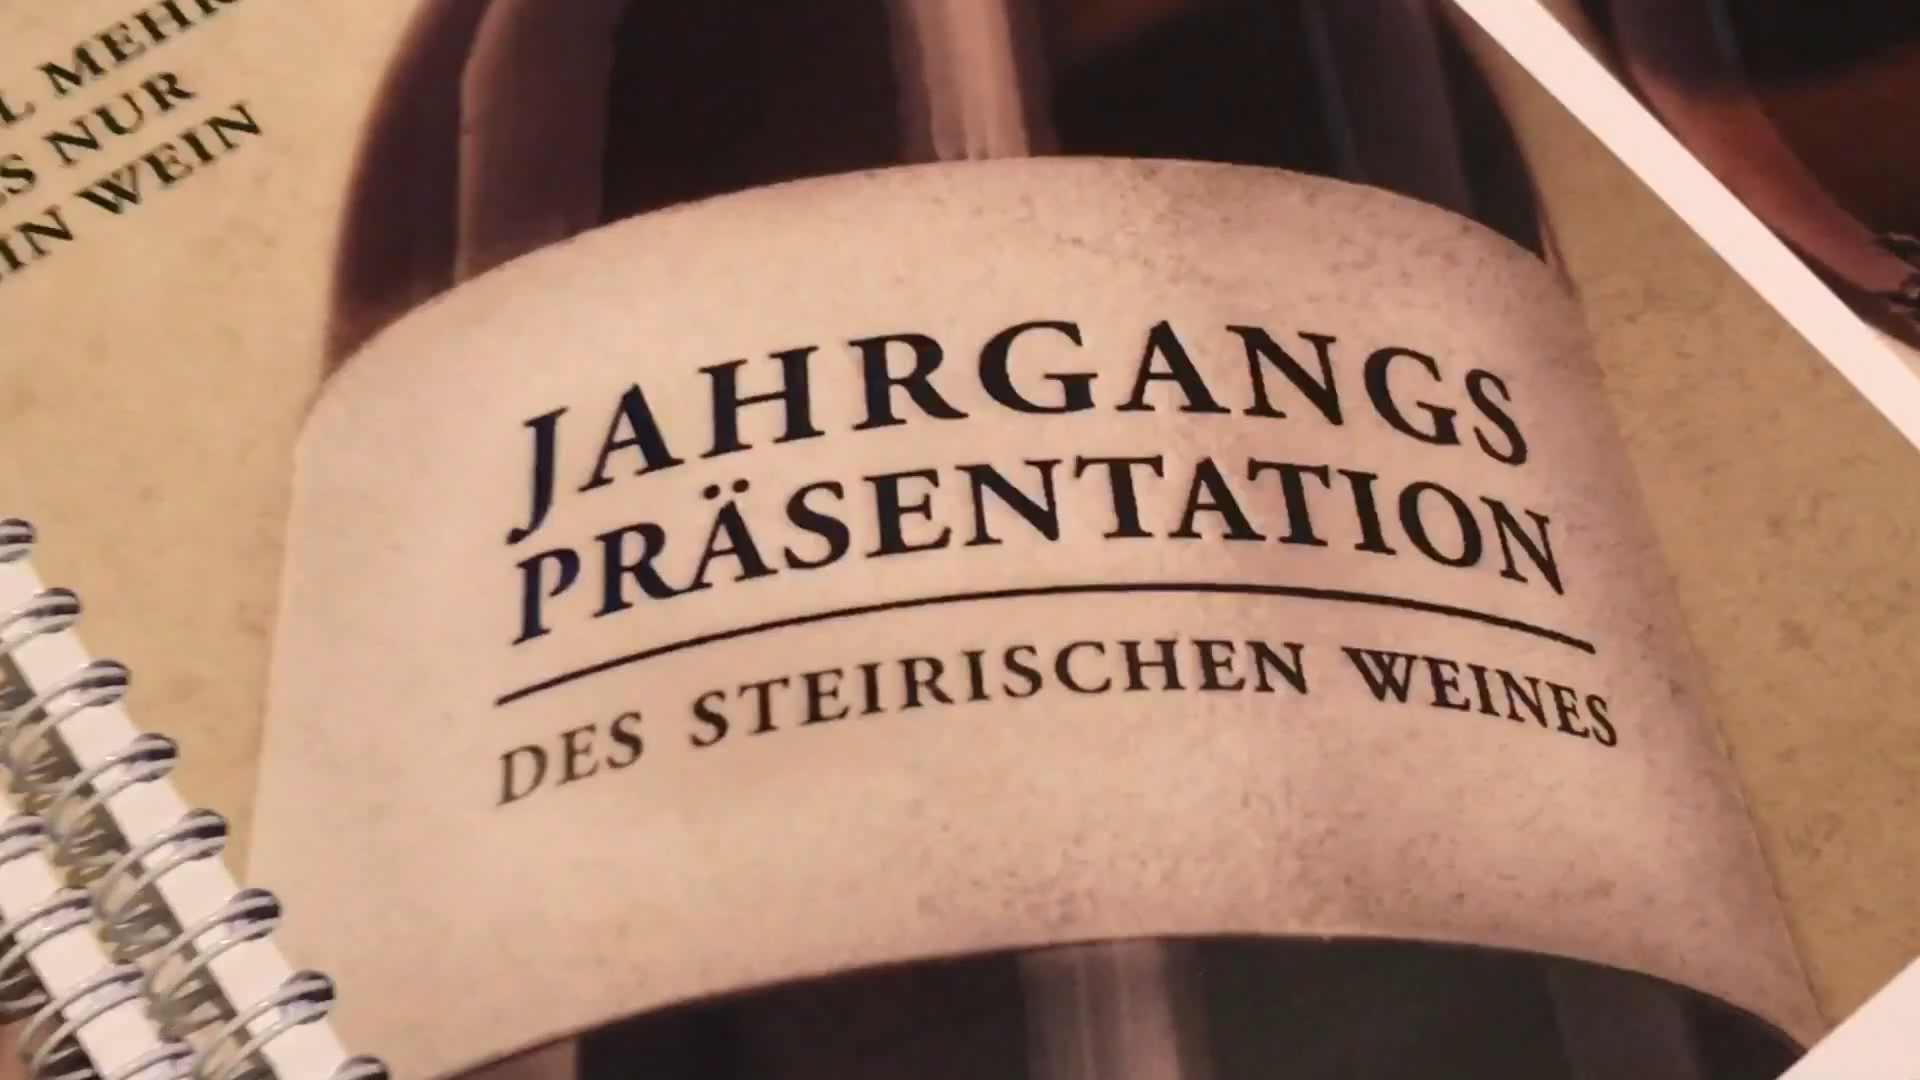 MEHR
NUR
WEIN
JAHRGANGS
PRÄSENTATION
DES STEIRISCHEN WEINES